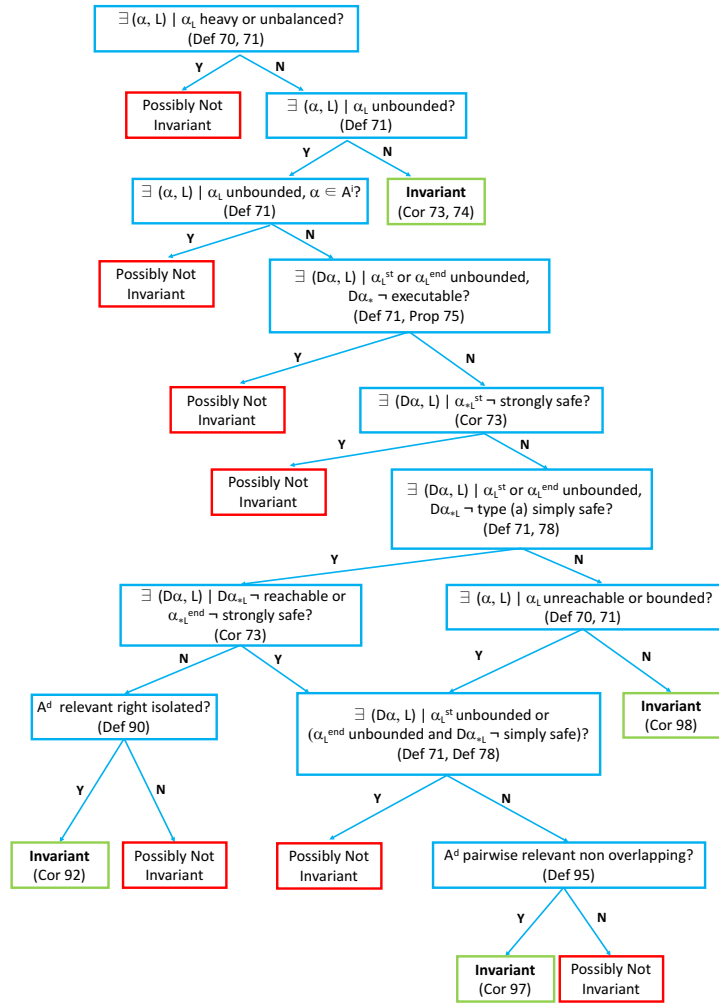 ∃ (α, L) | α_L heavy or unbalanced?
(Def 70, 71)
Y
N
Possibly Not
Invariant
∃ (α, L) | α_L unbounded?
(Def 71)
Y
N
∃ (α, L) | α_L unbounded, α ∈ Aⁱ?
(Def 71)
Invariant
(Cor 73, 74)
Y
N
Possibly Not
Invariant
∃ (Dα, L) | α_L^st or α_L^end unbounded,
Dα_* ¬ executable?
(Def 71, Prop 75)
Y
N
Possibly Not
Invariant
∃ (Dα, L) | α_*L^st ¬ strongly safe?
(Cor 73)
Y
N
Possibly Not
Invariant
∃ (Dα, L) | α_L^st or α_L^end unbounded,
Dα_*L ¬ type (a) simply safe?
(Def 71, 78)
Y
N
∃ (Dα, L) | Dα_*L ¬ reachable or
α_*L^end ¬ strongly safe?
(Cor 73)
∃ (α, L) | α_L unreachable or bounded?
(Def 70, 71)
N
Y
Y
N
A^d relevant right isolated?
(Def 90)
∃ (Dα, L) | α_L^st unbounded or
(α_L^end unbounded and Dα_*L ¬ simply safe)?
(Def 71, Def 78)
Invariant
(Cor 98)
Y
N
Y
N
Invariant
(Cor 92)
Possibly Not
Invariant
Possibly Not
Invariant
A^d pairwise relevant non overlapping?
(Def 95)
Y
N
Invariant
(Cor 97)
Possibly Not
Invariant